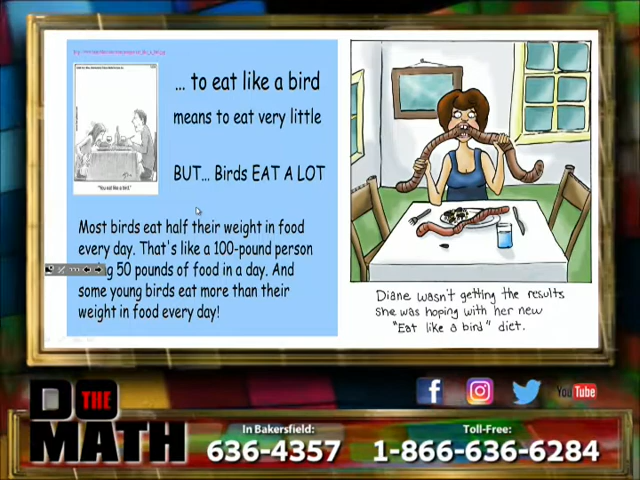 ... to eat like a bird
means to eat very little
BUT... Birds EAT A LOT
"You eat like a bird."
Most birds eat half their weight in food
every day. That's like a 100-pound person
g 50 pounds of food in a day. And
some young birds eat more than their
weight in food every day!
Diane wasn't getting the results
she was hoping with her new
"Eat like a bird" diet.
DO THE
MATH
You Tube
In Bakersfield:
636-4357
Toll-Free:
1-866-636-6284